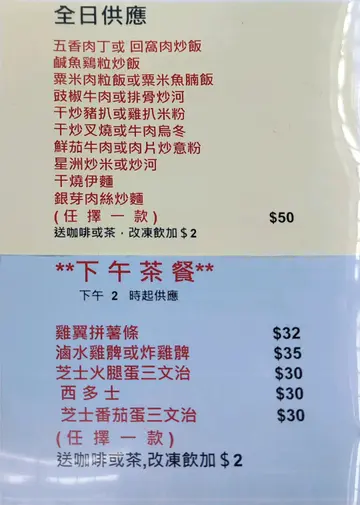 全日供應
五香肉丁或 回窩肉炒飯
鹹魚鷄粒炒飯
粟米肉粒飯或粟米魚腩飯
豉椒牛肉或排骨炒河
干炒豬扒或雞扒米粉
干炒叉燒或牛肉烏冬
鮮茄牛肉或肉片炒意粉
星洲炒米或炒河
干燒伊麵
銀芽肉絲炒麵
(任 擇 一 款) $50
送咖啡或茶﹒改凍飲加＄2
**下 午 茶 餐**
下午 2 時起供應
雞翼拼薯條 $32
滷水雞髀或炸雞髀 $35
芝士火腿蛋三文治 $30
西多士 $30
芝士番茄蛋三文治 $30
(任 擇 一 款)
送咖啡或茶,改凍飲加＄2